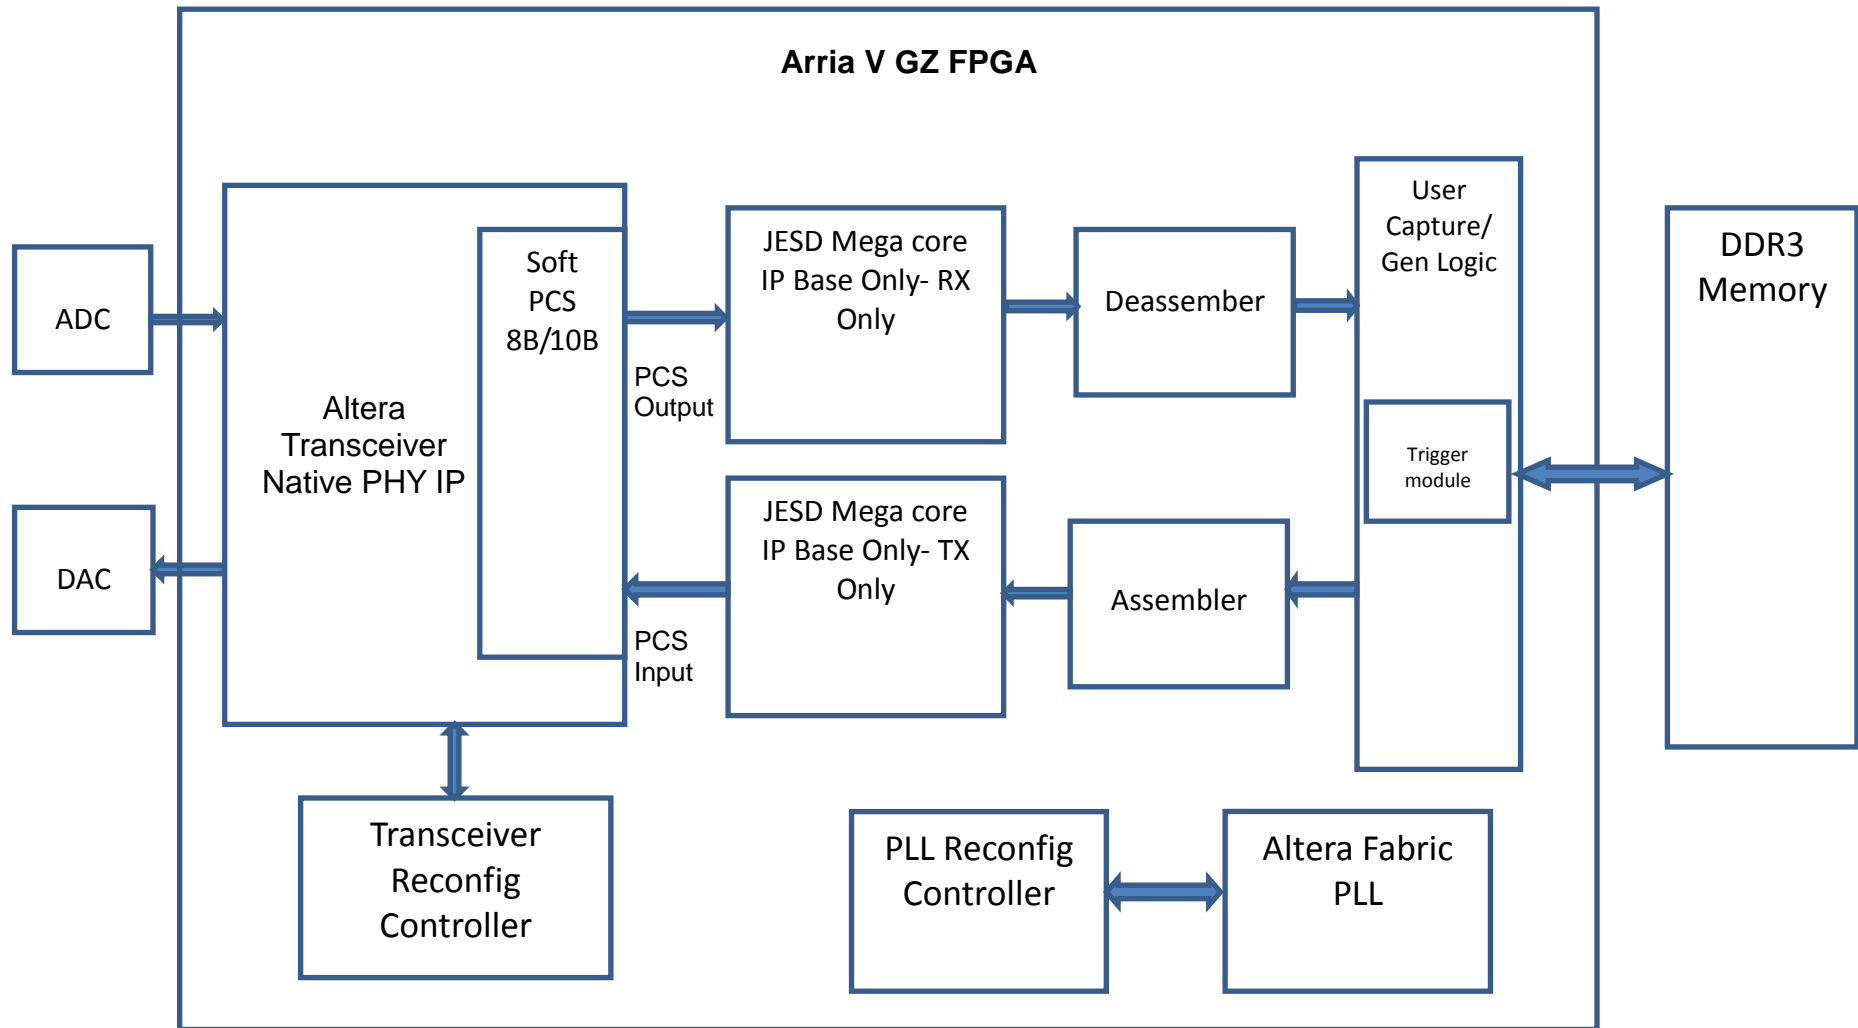 Arria V GZ FPGA
ADC
DAC
Altera
Transceiver
Native PHY IP
Soft
PCS
8B/10B
PCS
Output
PCS
Input
JESD Mega core
IP Base Only- RX
Only
JESD Mega core
IP Base Only- TX
Only
Deassember
Assembler
User
Capture/
Gen Logic
Trigger
module
DDR3
Memory
Transceiver
Reconfig
Controller
PLL Reconfig
Controller
Altera Fabric
PLL